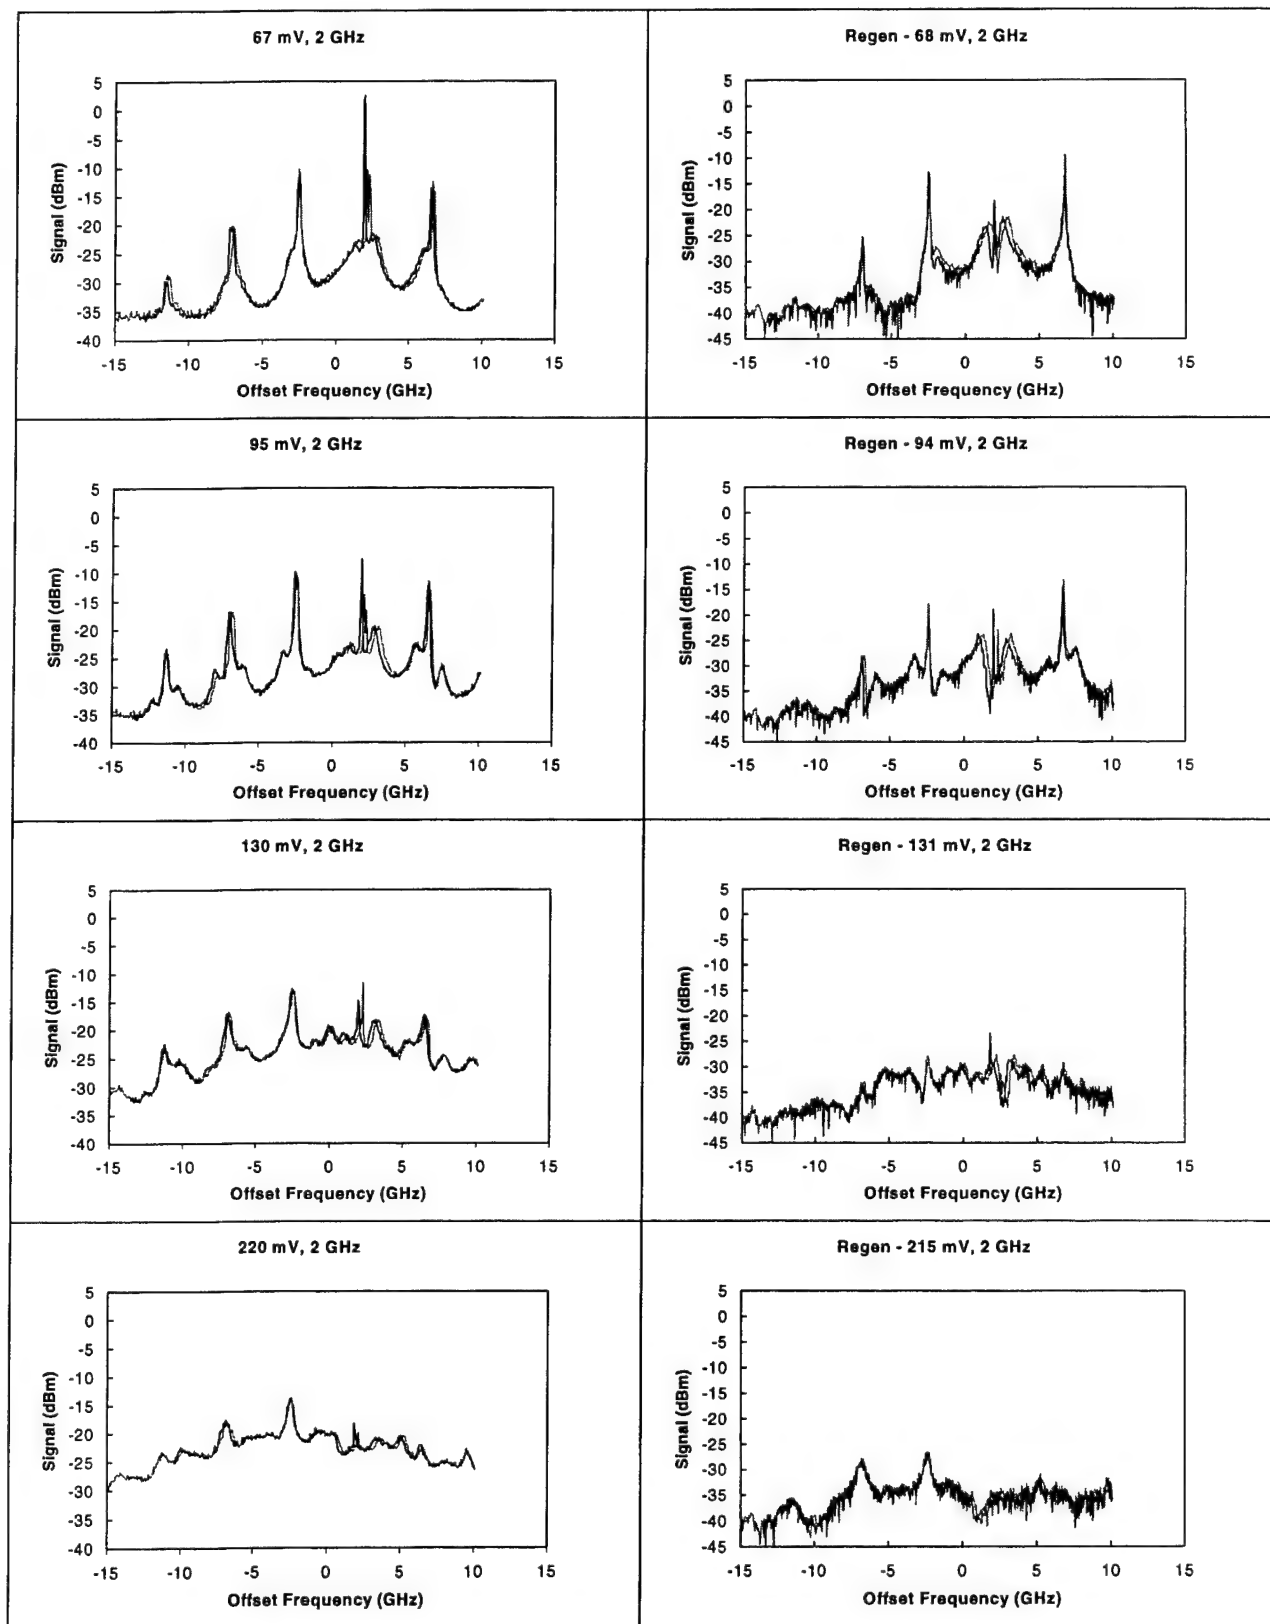 67 mV, 2 GHz
5
0
-5
-10
-15
-20
-25
-30
-35
-40
Signal (dBm)
-15 -10 -5 0 5 10 15
Offset Frequency (GHz)
Regen - 68 mV, 2 GHz
5
0
-5
-10
-15
-20
-25
-30
-35
-40
-45
Signal (dBm)
-15 -10 -5 0 5 10 15
Offset Frequency (GHz)
95 mV, 2 GHz
5
0
-5
-10
-15
-20
-25
-30
-35
-40
Signal (dBm)
-15 -10 -5 0 5 10 15
Offset Frequency (GHz)
Regen - 94 mV, 2 GHz
5
0
-5
-10
-15
-20
-25
-30
-35
-40
-45
Signal (dBm)
-15 -10 -5 0 5 10 15
Offset Frequency (GHz)
130 mV, 2 GHz
5
0
-5
-10
-15
-20
-25
-30
-35
-40
Signal (dBm)
-15 -10 -5 0 5 10 15
Offset Frequency (GHz)
Regen - 131 mV, 2 GHz
5
0
-5
-10
-15
-20
-25
-30
-35
-40
-45
Signal (dBm)
-15 -10 -5 0 5 10 15
Offset Frequency (GHz)
220 mV, 2 GHz
5
0
-5
-10
-15
-20
-25
-30
-35
-40
Signal (dBm)
-15 -10 -5 0 5 10 15
Offset Frequency (GHz)
Regen - 215 mV, 2 GHz
5
0
-5
-10
-15
-20
-25
-30
-35
-40
-45
Signal (dBm)
-15 -10 -5 0 5 10 15
Offset Frequency (GHz)